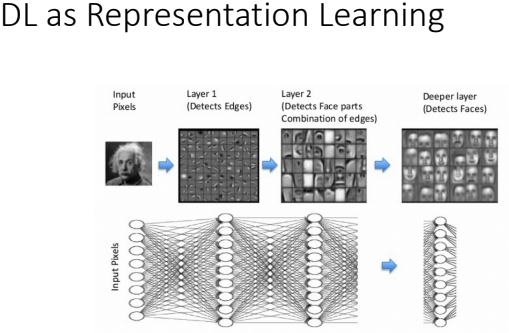 DL as Representation Learning
Input
Pixels
Layer 1
(Detects Edges)
Layer 2
(Detects Face parts
Combination of edges)
Deeper layer
(Detects Faces)
Input Pixels